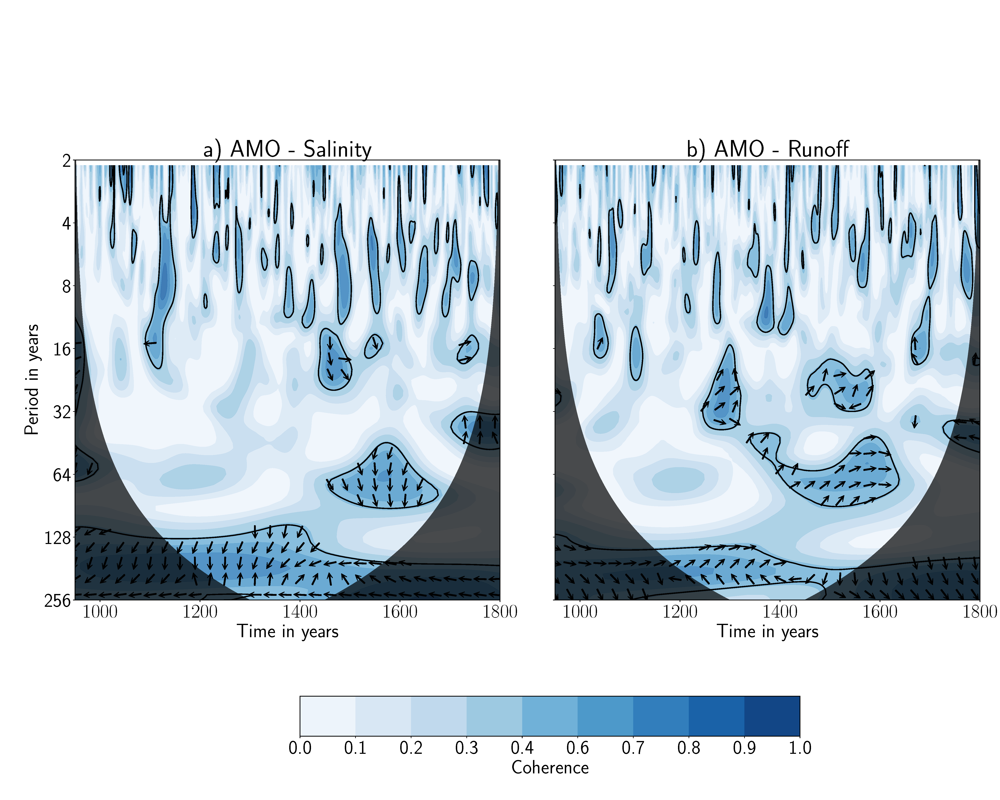 a) AMO - Salinity
b) AMO - Runoff
Period in years
2
4
8
16
32
64
128
256
1000 1200 1400 1600 1800
1000 1200 1400 1600 1800
Time in years
Time in years
0.0 0.1 0.2 0.3 0.4 0.6 0.7 0.8 0.9 1.0
Coherence